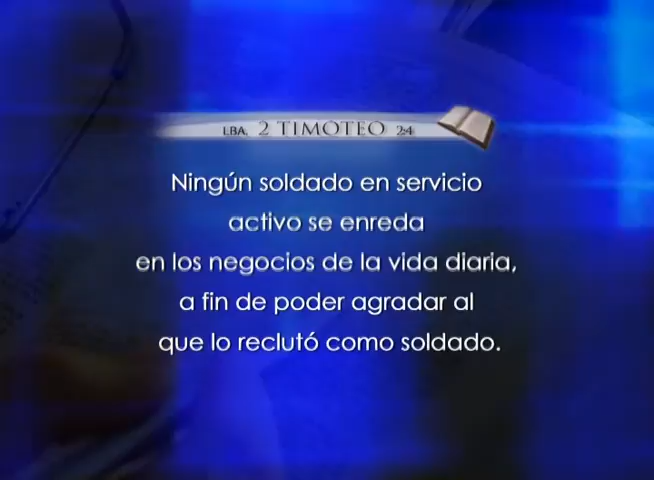 LBA. 2 TIMOTEO 2:4
Ningún soldado en servicio
activo se enreda
en los negocios de la vida diaria,
a fin de poder agradar al
que lo reclutó como soldado.